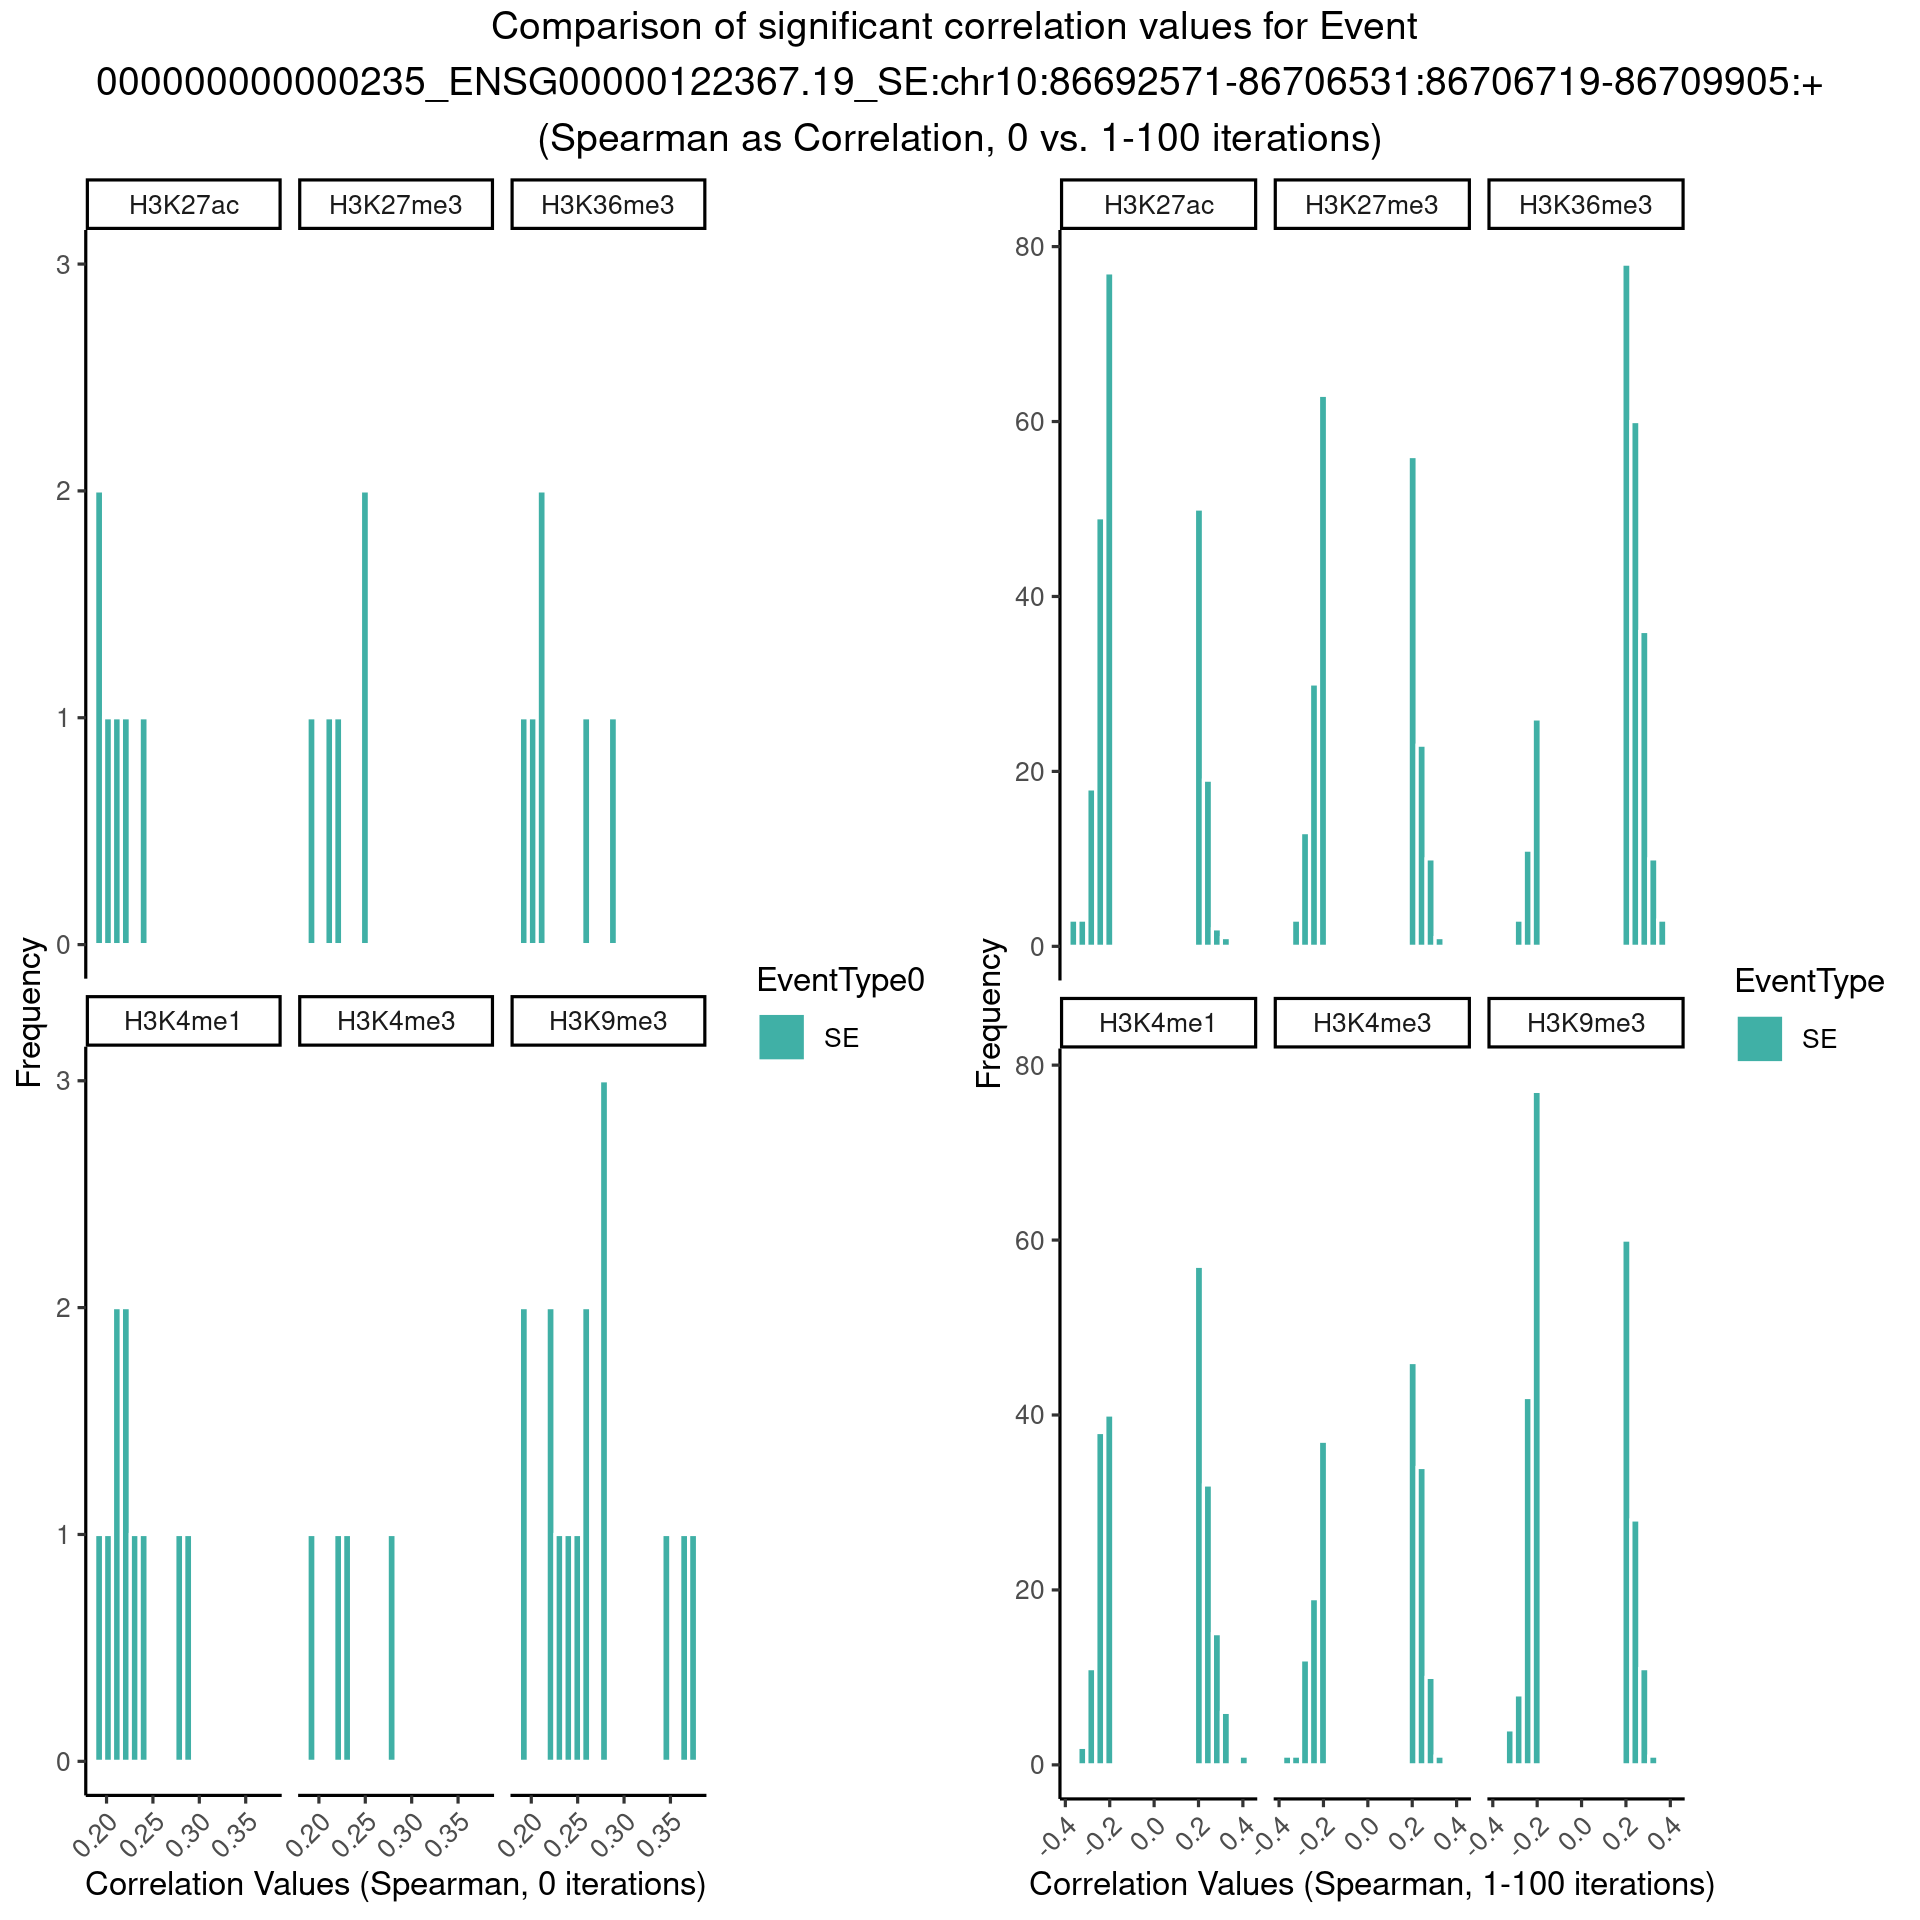 Comparison of significant correlation values for Event
000000000000235_ENSG00000122367.19_SE:chr10:86692571-86706531:86706719-86709905:+
(Spearman as Correlation, 0 vs. 1-100 iterations)
H3K27ac H3K27me3 H3K36me3
3
2
1
0
H3K4me1 H3K4me3 H3K9me3
3
2
1
0
0.20 0.25 0.30 0.35 0.20 0.25 0.30 0.35 0.20 0.25 0.30 0.35
Frequency
Correlation Values (Spearman, 0 iterations)
EventType0
SE
H3K27ac H3K27me3 H3K36me3
80
60
40
20
0
H3K4me1 H3K4me3 H3K9me3
80
60
40
20
0
-0.4 -0.2 0.0 0.2 0.4 -0.4 -0.2 0.0 0.2 0.4 -0.4 -0.2 0.0 0.2 0.4
Frequency
Correlation Values (Spearman, 1-100 iterations)
EventType
SE